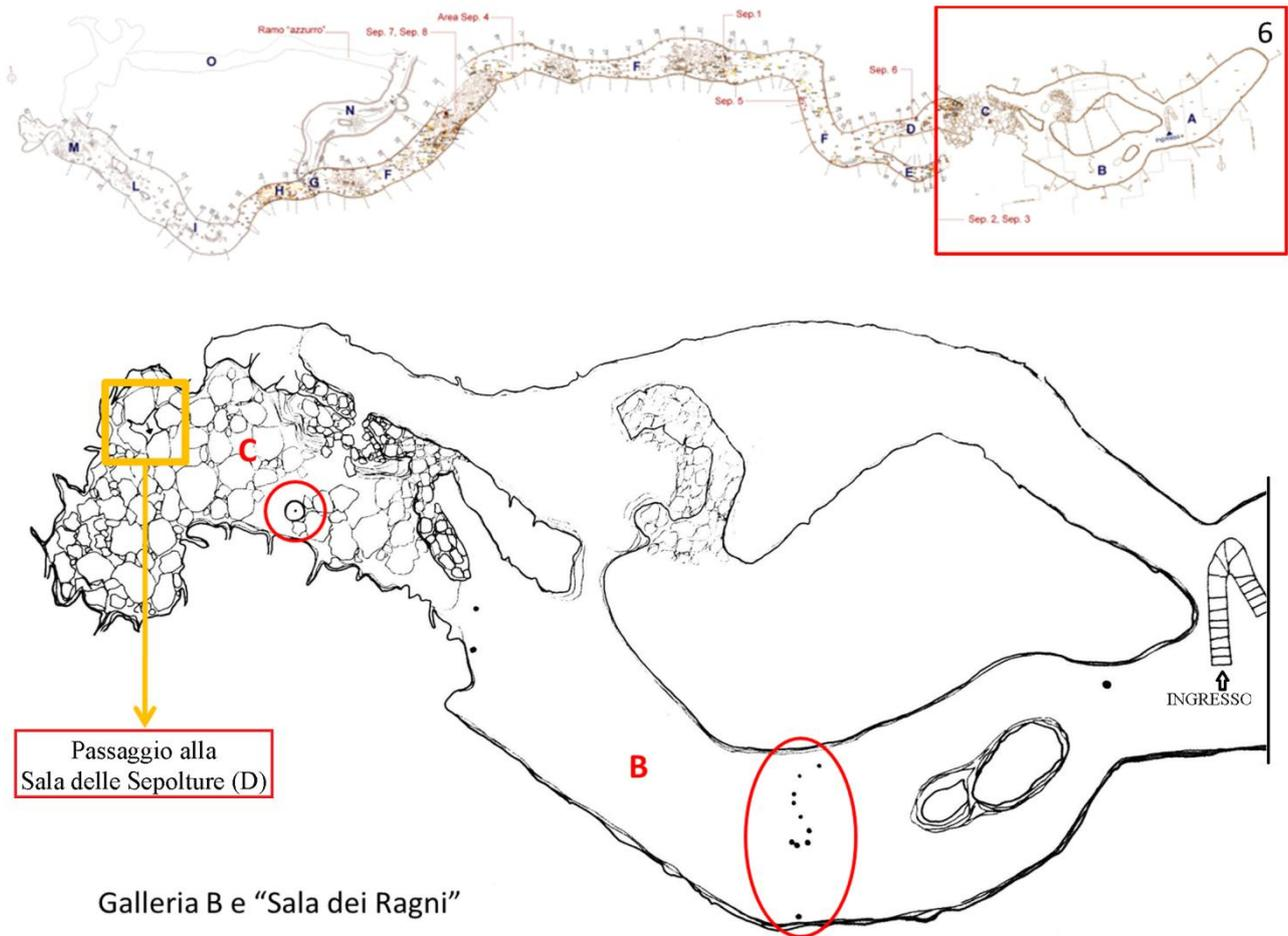 6
Sep.1
Area Sep. 4
Ramo "azzurro"
Sep. 7, Sep. 8
O
F
Sep. 6
Sep. 5
C
N
D
A
M
F
Ingresso
G
F
E
B
H
L
I
Sep. 2, Sep. 3
C
INGRESSO
Passaggio alla
Sala delle Sepolture (D)
B
Galleria B e “Sala dei Ragni”